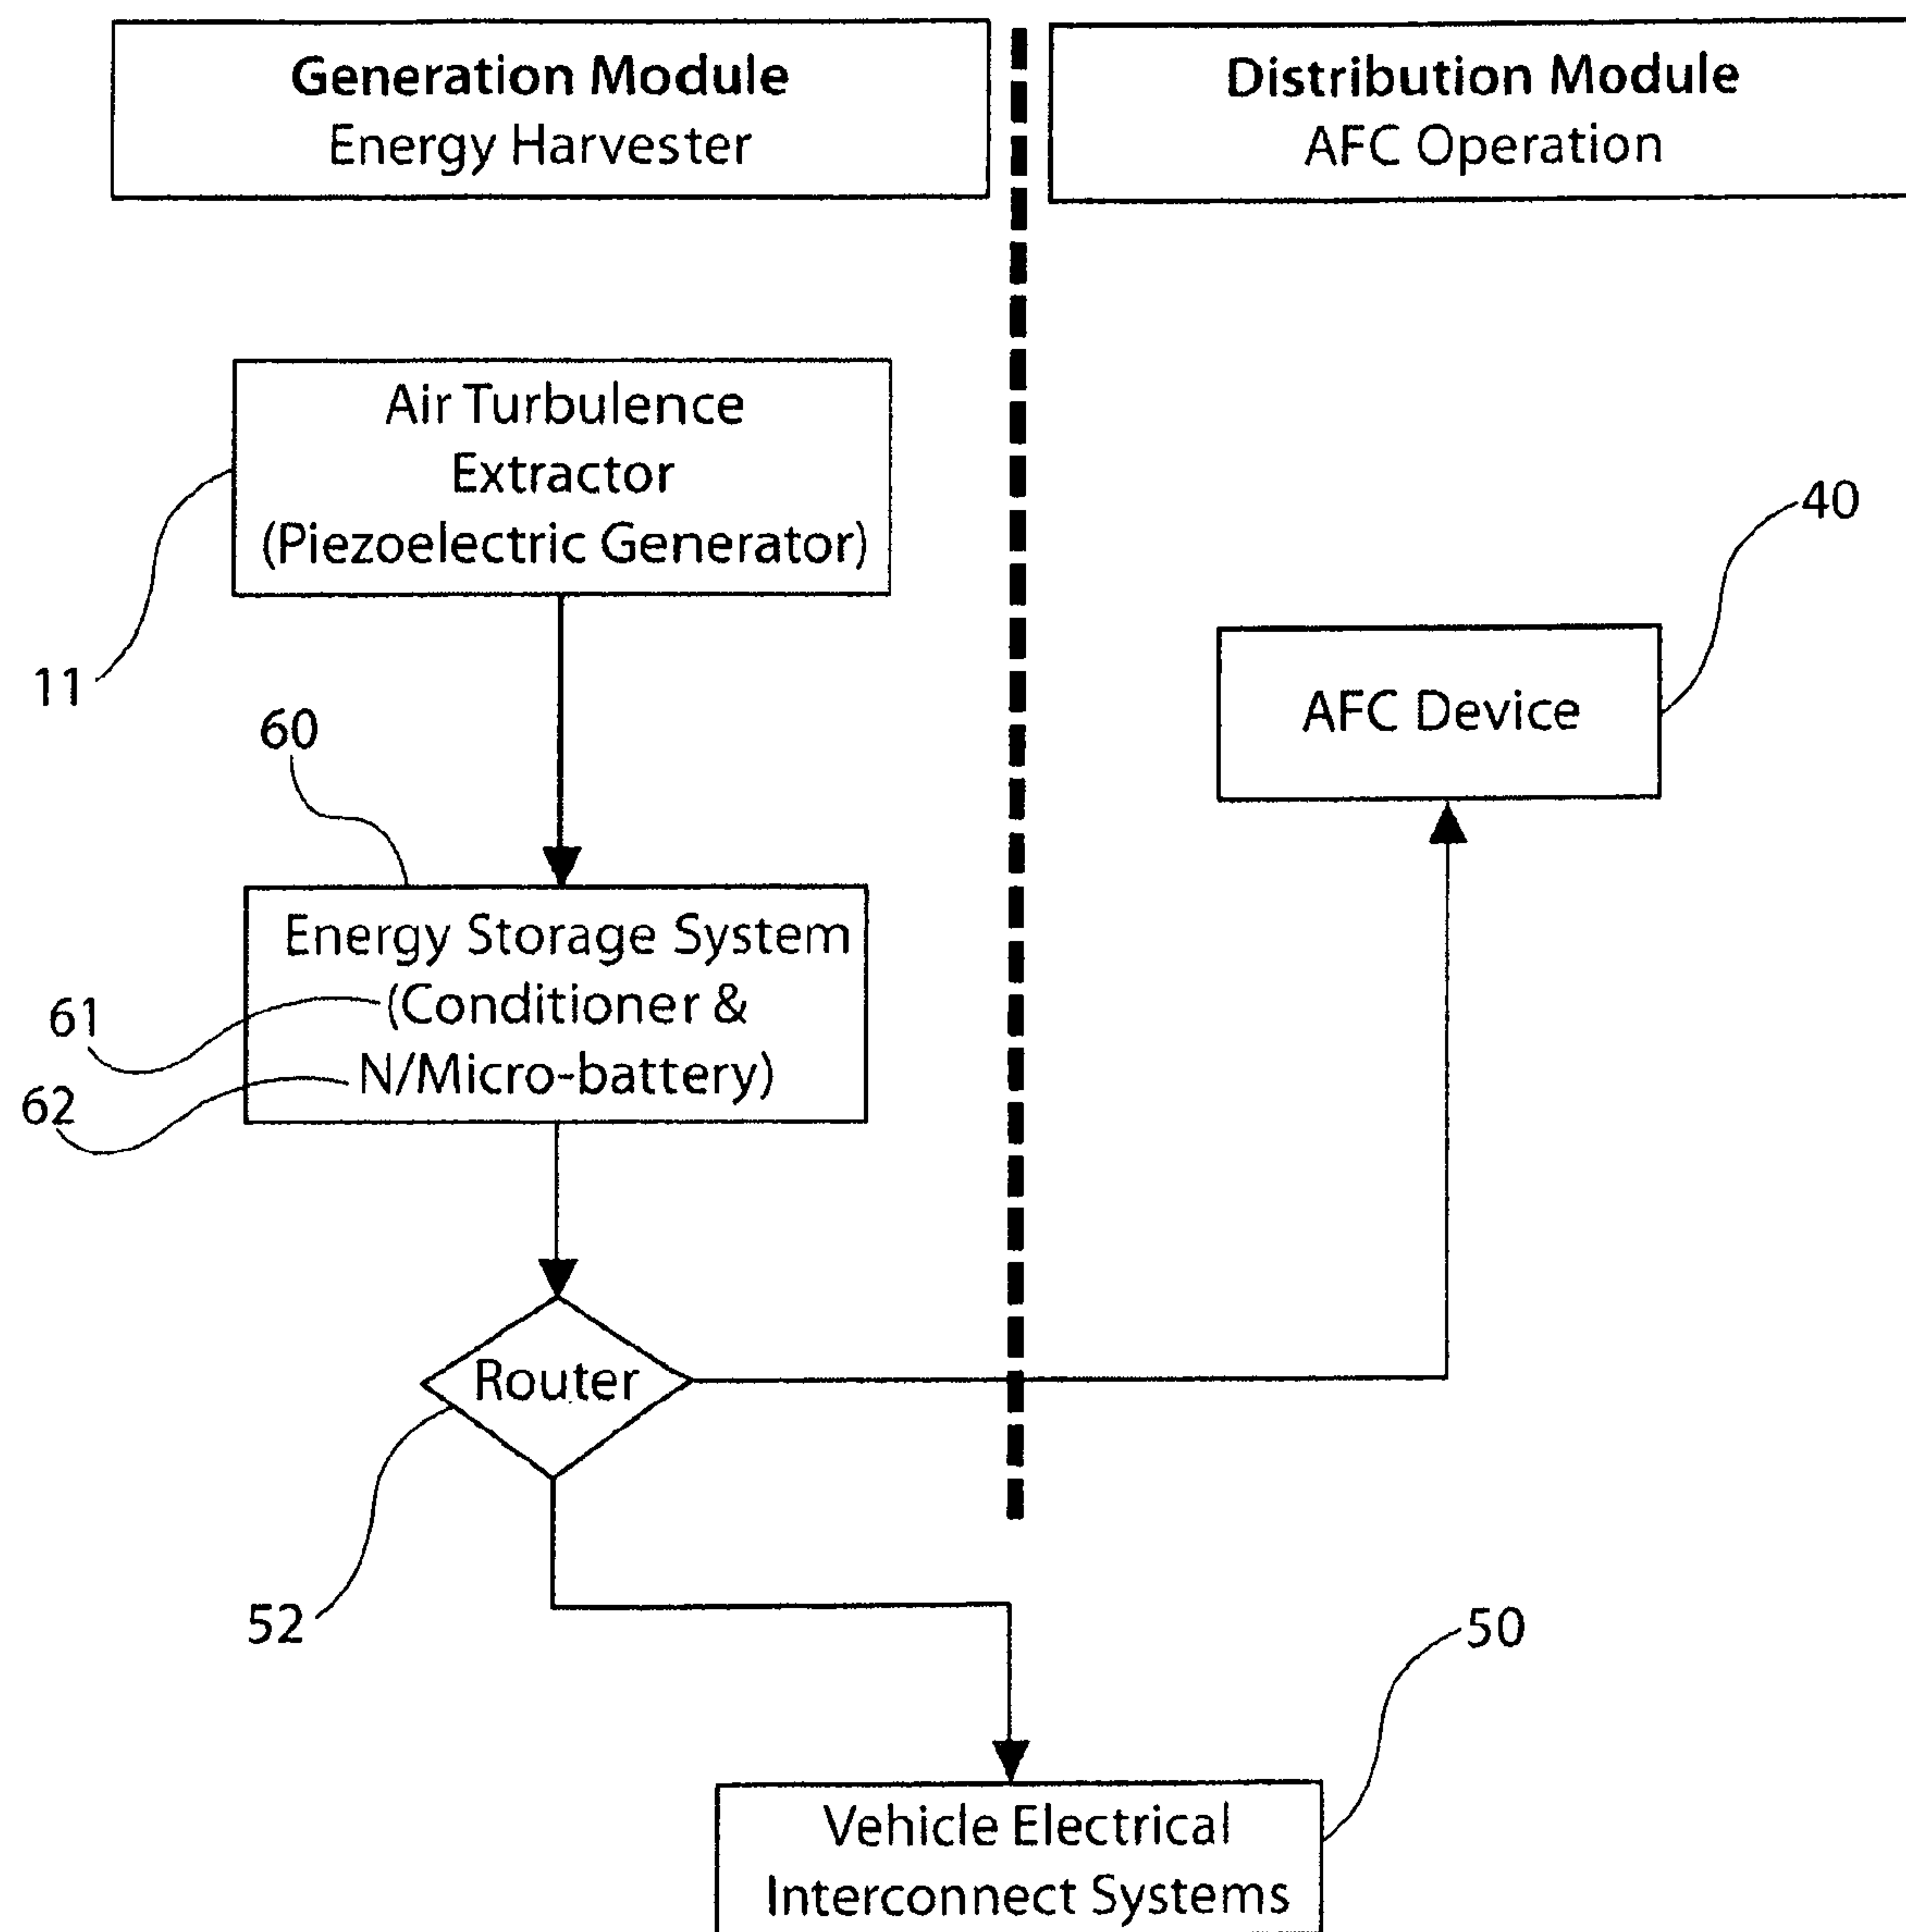 Generation Module
Energy Harvester
Distribution Module
AFC Operation
Air Turbulence
Extractor
(Piezoelectric Generator)
11
40
AFC Device
60
Energy Storage System
(Conditioner &
N/Micro-battery)
61
62
Router
52
50
Vehicle Electrical
Interconnect Systems